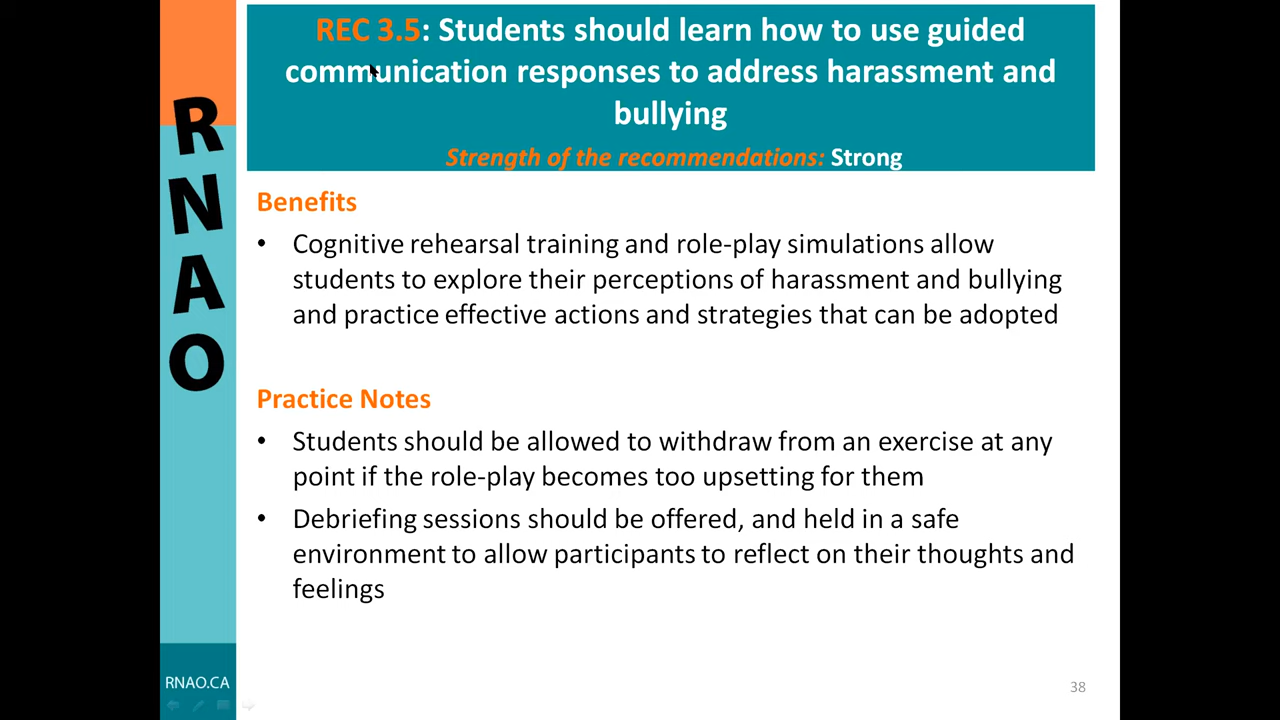 R
N
A
O
RNAO.CA
REC 3.5: Students should learn how to use guided
communication responses to address harassment and
bullying
Strength of the recommendations: Strong
Benefits
• Cognitive rehearsal training and role-play simulations allow
students to explore their perceptions of harassment and bullying
and practice effective actions and strategies that can be adopted
Practice Notes
• Students should be allowed to withdraw from an exercise at any
point if the role-play becomes too upsetting for them
• Debriefing sessions should be offered, and held in a safe
environment to allow participants to reflect on their thoughts and
feelings
38